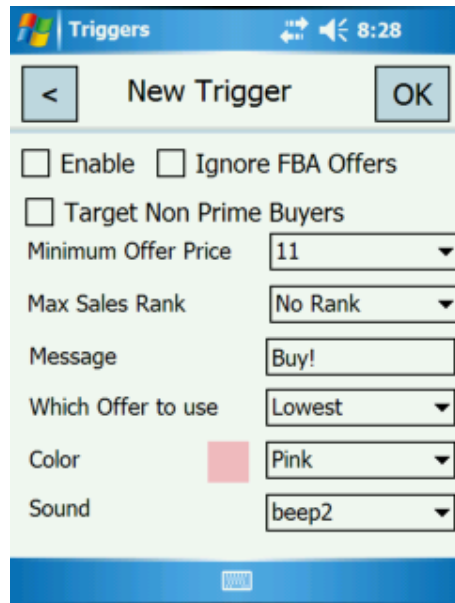 Triggers 8:28
< New Trigger OK
Enable Ignore FBA Offers
Target Non Prime Buyers
Minimum Offer Price 11
Max Sales Rank No Rank
Message Buy!
Which Offer to use Lowest
Color Pink
Sound beep2